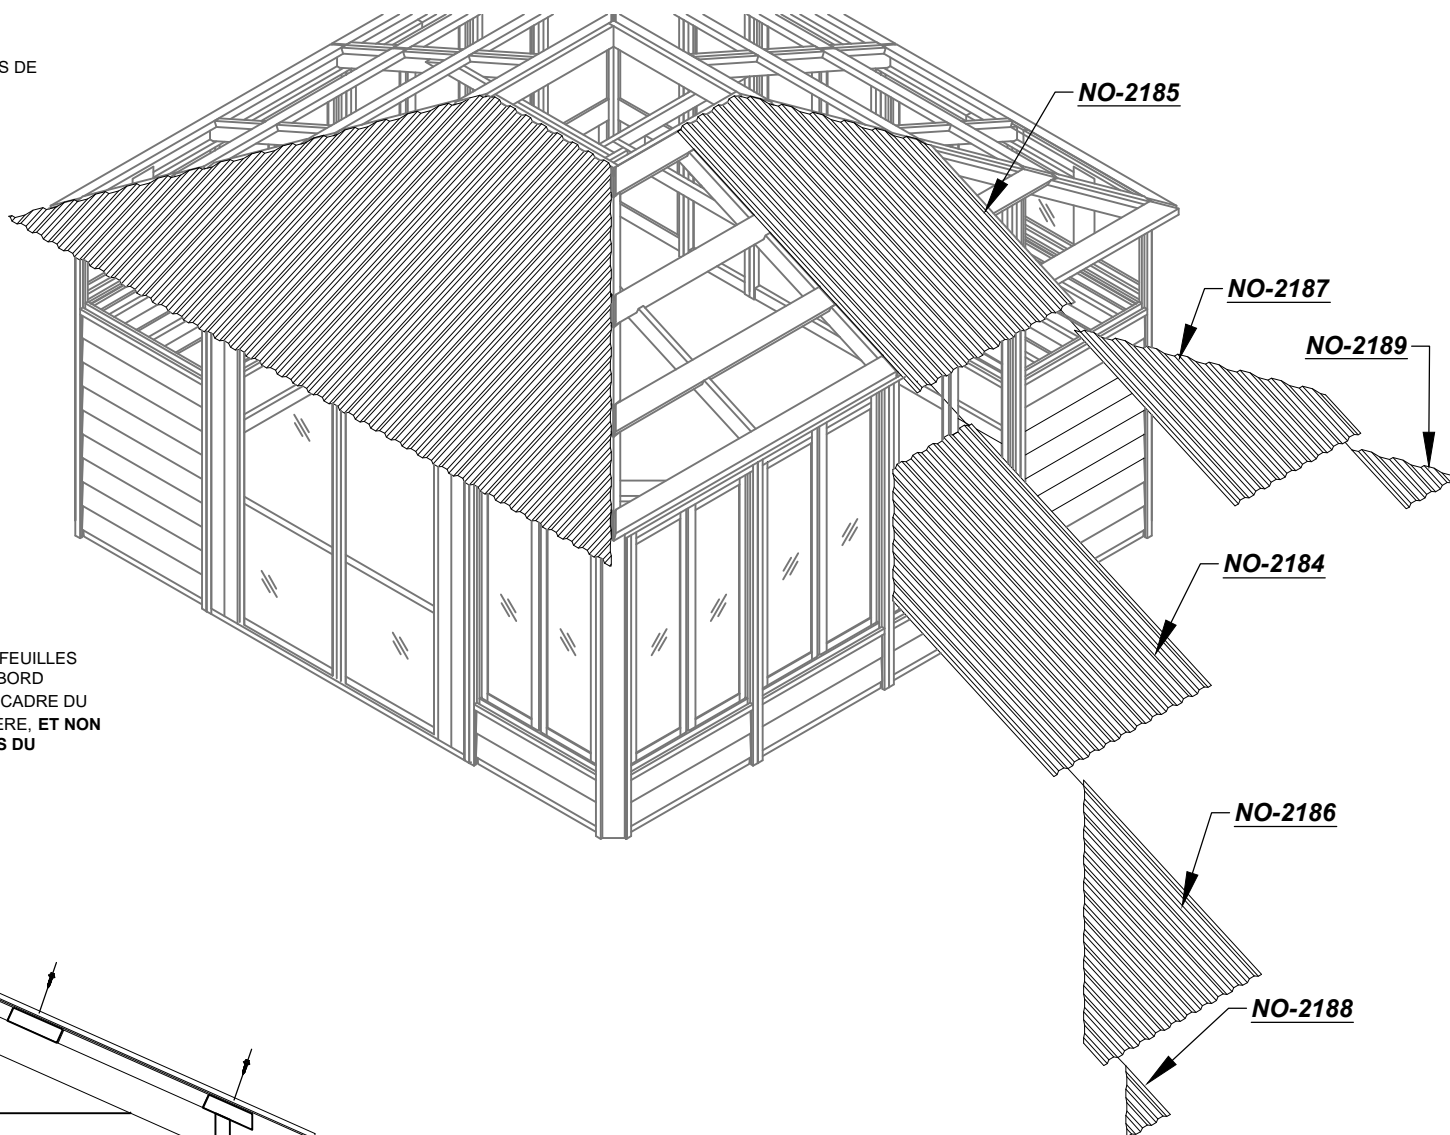 S DE
NO-2185
NO-2187
NO-2189
NO-2184
FEUILLES
BORD
CADRE DU
ERE, ET NON
S DU
NO-2186
NO-2188